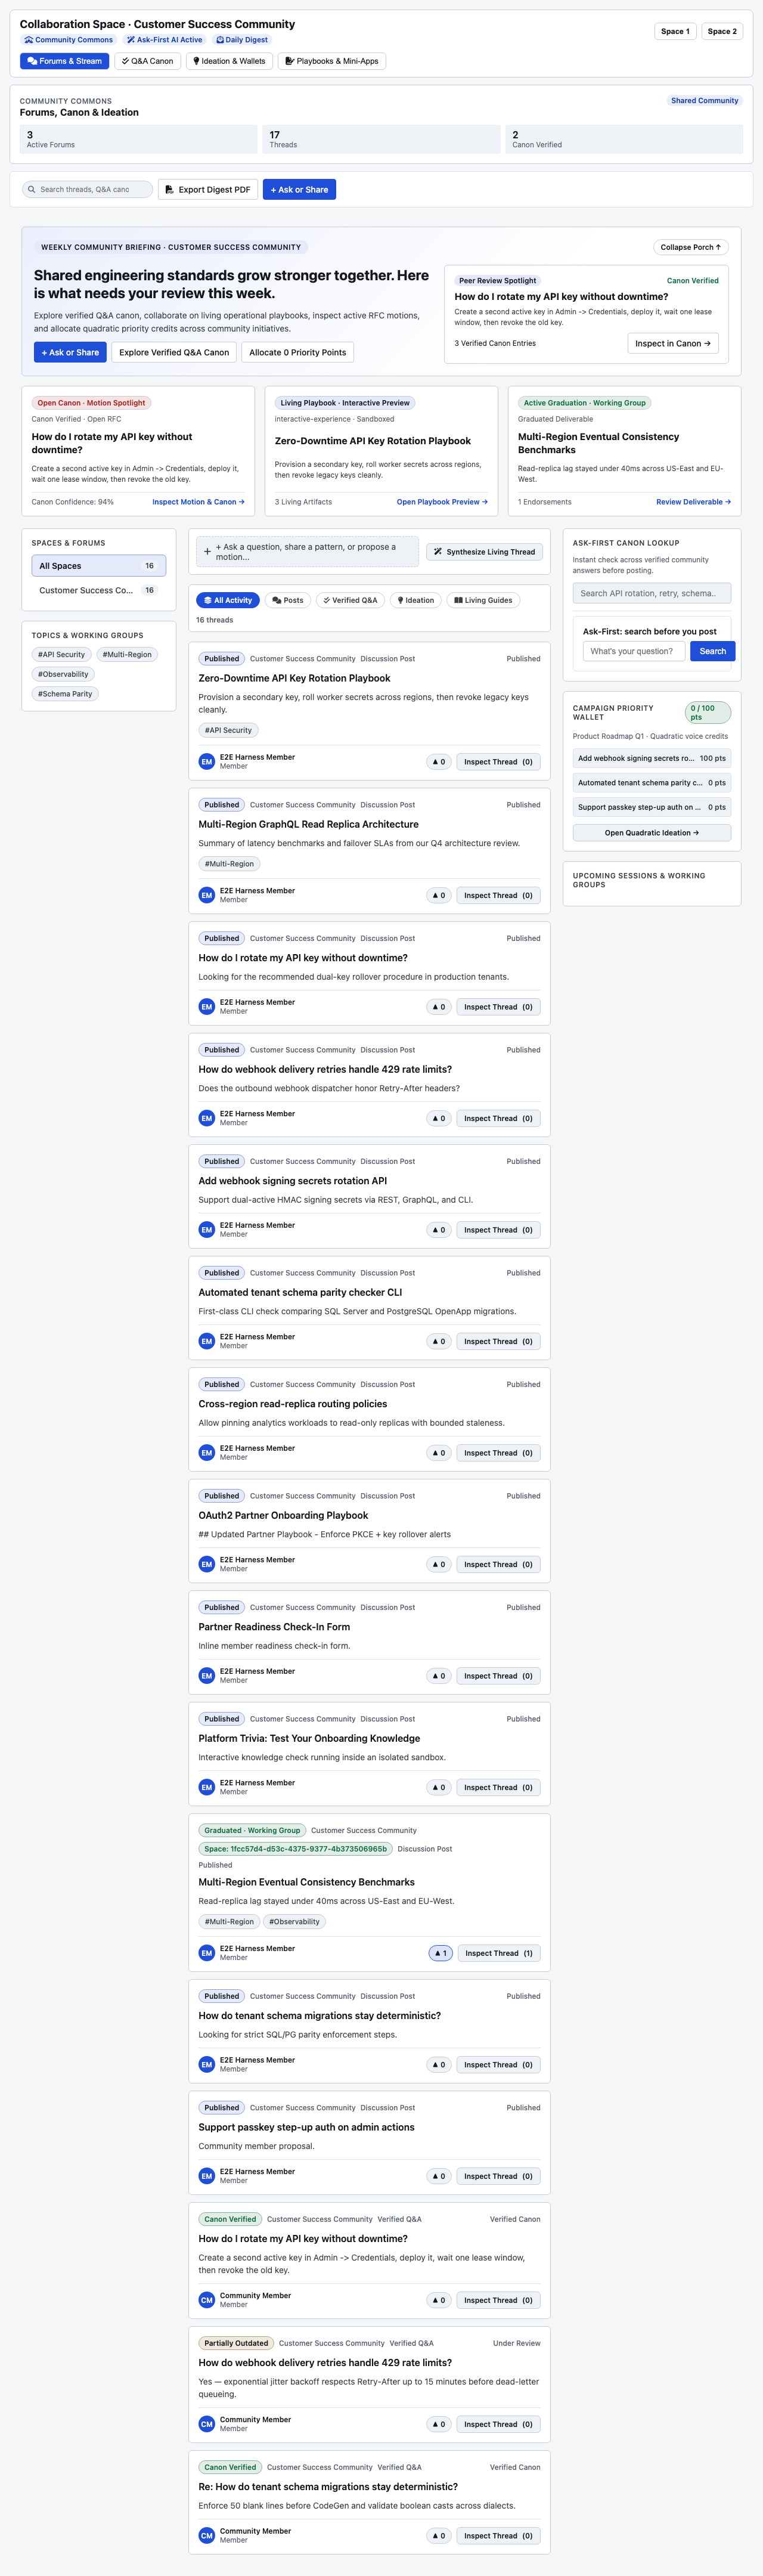 Collaboration Space · Customer Success Community
Community Commons Ask-First AI Active Daily Digest
Space 1 Space 2
Forums & Stream Q&A Canon Ideation & Wallets Playbooks & Mini-Apps
COMMUNITY COMMONS
Forums, Canon & Ideation
Shared Community
3
Active Forums
17
Threads
2
Canon Verified
Search threads, Q&A canc
Export Digest PDF
+ Ask or Share
WEEKLY COMMUNITY BRIEFING · CUSTOMER SUCCESS COMMUNITY
Collapse Porch ↑
Shared engineering standards grow stronger together. Here
is what needs your review this week.
Explore verified Q&A canon, collaborate on living operational playbooks, inspect active RFC motions,
and allocate quadratic priority credits across community initiatives.
+ Ask or Share Explore Verified Q&A Canon Allocate 0 Priority Points
Peer Review Spotlight Canon Verified
How do I rotate my API key without downtime?
Create a second active key in Admin -> Credentials, deploy it, wait one lease
window, then revoke the old key.
3 Verified Canon Entries Inspect in Canon →
Open Canon · Motion Spotlight
Canon Verified · Open RFC
How do I rotate my API key without
downtime?
Create a second active key in Admin -> Credentials, deploy it,
wait one lease window, then revoke the old key.
Canon Confidence: 94% Inspect Motion & Canon →
Living Playbook · Interactive Preview
interactive-experience · Sandboxed
Zero-Downtime API Key Rotation Playbook
Provision a secondary key, roll worker secrets across regions,
then revoke legacy keys cleanly.
3 Living Artifacts Open Playbook Preview →
Active Graduation · Working Group
Graduated Deliverable
Multi-Region Eventual Consistency
Benchmarks
Read-replica lag stayed under 40ms across US-East and EU-
West.
1 Endorsements Review Deliverable →
SPACES & FORUMS
All Spaces 16
Customer Success Co... 16
TOPICS & WORKING GROUPS
#API Security #Multi-Region
#Observability
#Schema Parity
+ Ask a question, share a pattern, or propose a
motion...
Synthesize Living Thread
All Activity Posts Verified Q&A Ideation Living Guides
16 threads
Published Customer Success Community Discussion Post Published
Zero-Downtime API Key Rotation Playbook
Provision a secondary key, roll worker secrets across regions, then revoke legacy keys
cleanly.
#API Security
EM E2E Harness Member
Member
▲ 0 Inspect Thread (0)
Published Customer Success Community Discussion Post Published
Multi-Region GraphQL Read Replica Architecture
Summary of latency benchmarks and failover SLAs from our Q4 architecture review.
#Multi-Region
EM E2E Harness Member
Member
▲ 0 Inspect Thread (0)
Published Customer Success Community Discussion Post Published
How do I rotate my API key without downtime?
Looking for the recommended dual-key rollover procedure in production tenants.
EM E2E Harness Member
Member
▲ 0 Inspect Thread (0)
Published Customer Success Community Discussion Post Published
How do webhook delivery retries handle 429 rate limits?
Does the outbound webhook dispatcher honor Retry-After headers?
EM E2E Harness Member
Member
▲ 0 Inspect Thread (0)
Published Customer Success Community Discussion Post Published
Add webhook signing secrets rotation API
Support dual-active HMAC signing secrets via REST, GraphQL, and CLI.
EM E2E Harness Member
Member
▲ 0 Inspect Thread (0)
Published Customer Success Community Discussion Post Published
Automated tenant schema parity checker CLI
First-class CLI check comparing SQL Server and PostgreSQL OpenApp migrations.
EM E2E Harness Member
Member
▲ 0 Inspect Thread (0)
Published Customer Success Community Discussion Post Published
Cross-region read-replica routing policies
Allow pinning analytics workloads to read-only replicas with bounded staleness.
EM E2E Harness Member
Member
▲ 0 Inspect Thread (0)
Published Customer Success Community Discussion Post Published
OAuth2 Partner Onboarding Playbook
## Updated Partner Playbook - Enforce PKCE + key rollover alerts
EM E2E Harness Member
Member
▲ 0 Inspect Thread (0)
Published Customer Success Community Discussion Post Published
Partner Readiness Check-In Form
Inline member readiness check-in form.
EM E2E Harness Member
Member
▲ 0 Inspect Thread (0)
Published Customer Success Community Discussion Post Published
Platform Trivia: Test Your Onboarding Knowledge
Interactive knowledge check running inside an isolated sandbox.
EM E2E Harness Member
Member
▲ 0 Inspect Thread (0)
Graduated · Working Group Customer Success Community
Space: 1fcc57d4-d53c-4375-9377-4b373506965b Discussion Post
Published
Multi-Region Eventual Consistency Benchmarks
Read-replica lag stayed under 40ms across US-East and EU-West.
#Multi-Region #Observability
EM E2E Harness Member
Member
▲ 1 Inspect Thread (1)
Published Customer Success Community Discussion Post Published
How do tenant schema migrations stay deterministic?
Looking for strict SQL/PG parity enforcement steps.
EM E2E Harness Member
Member
▲ 0 Inspect Thread (0)
Published Customer Success Community Discussion Post Published
Support passkey step-up auth on admin actions
Community member proposal.
EM E2E Harness Member
Member
▲ 0 Inspect Thread (0)
Canon Verified Customer Success Community Verified Q&A Verified Canon
How do I rotate my API key without downtime?
Create a second active key in Admin -> Credentials, deploy it, wait one lease window,
then revoke the old key.
CM Community Member
Member
▲ 0 Inspect Thread (0)
Partially Outdated Customer Success Community Verified Q&A Under Review
How do webhook delivery retries handle 429 rate limits?
Yes — exponential jitter backoff respects Retry-After up to 15 minutes before dead-letter
queueing.
CM Community Member
Member
▲ 0 Inspect Thread (0)
Canon Verified Customer Success Community Verified Q&A Verified Canon
Re: How do tenant schema migrations stay deterministic?
Enforce 50 blank lines before CodeGen and validate boolean casts across dialects.
CM Community Member
Member
▲ 0 Inspect Thread (0)
ASK-FIRST CANON LOOKUP
Instant check across verified community
answers before posting.
Search API rotation, retry, schema..
Ask-First: search before you post
What's your question? Search
CAMPAIGN PRIORITY
WALLET
0 / 100
pts
Product Roadmap Q1 · Quadratic voice credits
Add webhook signing secrets ro... 100 pts
Automated tenant schema parity c... 0 pts
Support passkey step-up auth on ... 0 pts
Open Quadratic Ideation →
UPCOMING SESSIONS & WORKING
GROUPS